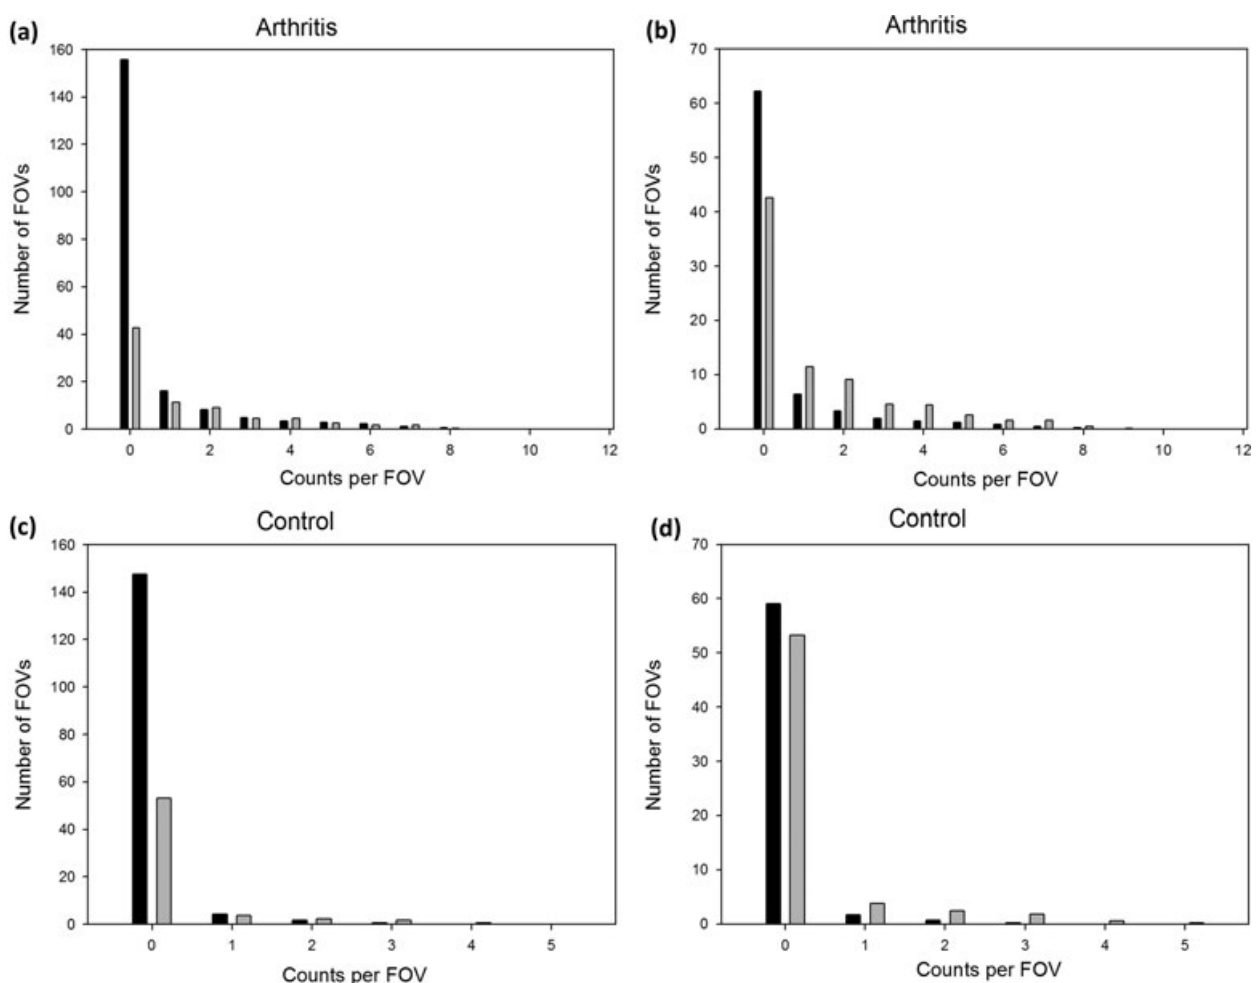 (a) Arthritis
160
140
120
100
80
60
40
20
0
Number of FOVs
0 2 4 6 8 10 12
Counts per FOV
(b) Arthritis
70
60
50
40
30
20
10
0
Number of FOVs
0 2 4 6 8 10 12
Counts per FOV
(c) Control
160
140
120
100
80
60
40
20
0
Number of FOVs
0 1 2 3 4 5
Counts per FOV
(d) Control
70
60
50
40
30
20
10
0
Number of FOVs
0 1 2 3 4 5
Counts per FOV